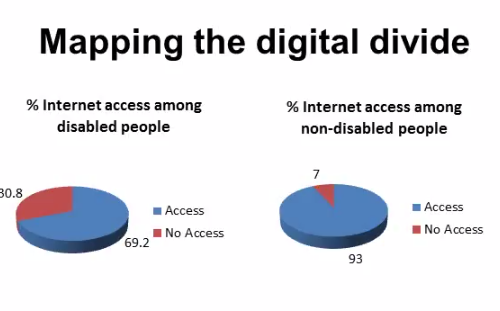 Mapping the digital divide
% Internet access among
disabled people
30.8
69.2
Access
No Access
% Internet access among
non-disabled people
7
93
Access
No Access